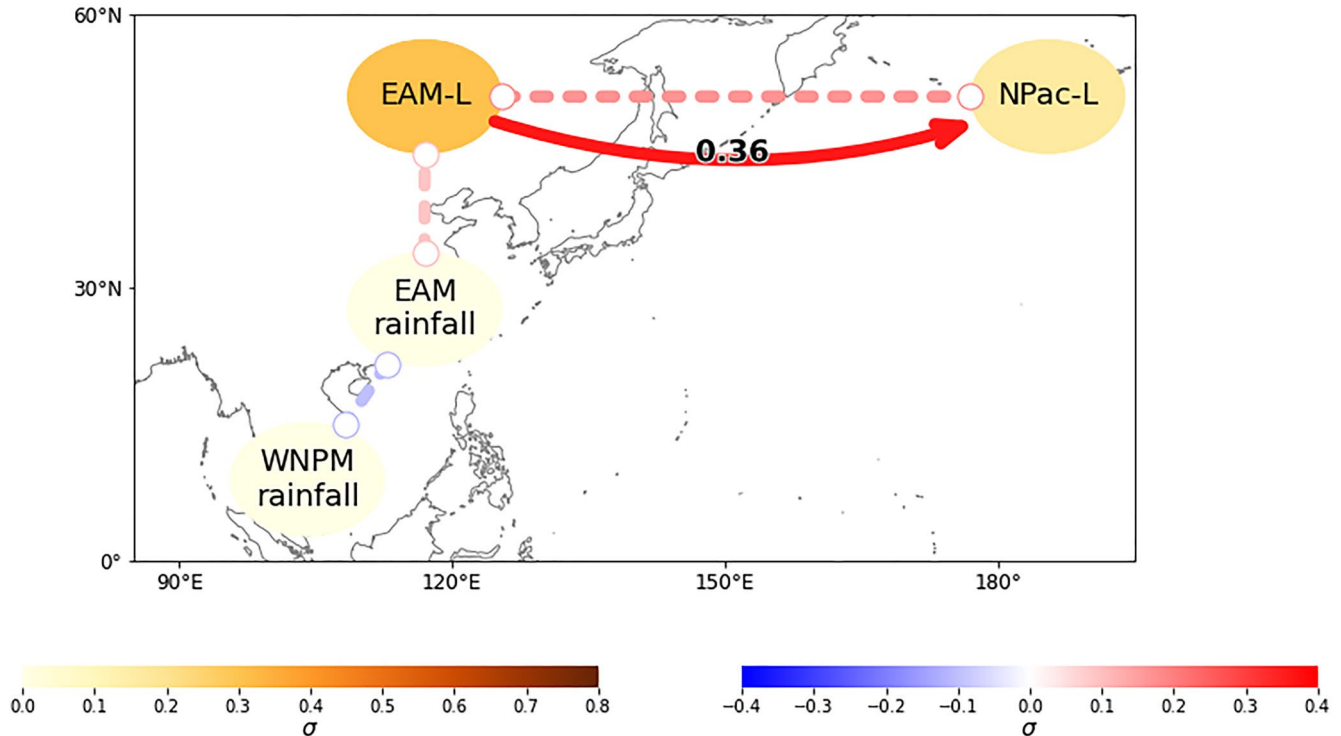 60°N
EAM-L
NPac-L
0.36
30°N
EAM
rainfall
WNPM
rainfall
0°
90°E
120°E
150°E
180°
0.0 0.1 0.2 0.3 0.4 0.5 0.6 0.7 0.8
σ
−0.4 −0.3 −0.2 −0.1 0.0 0.1 0.2 0.3 0.4
σ